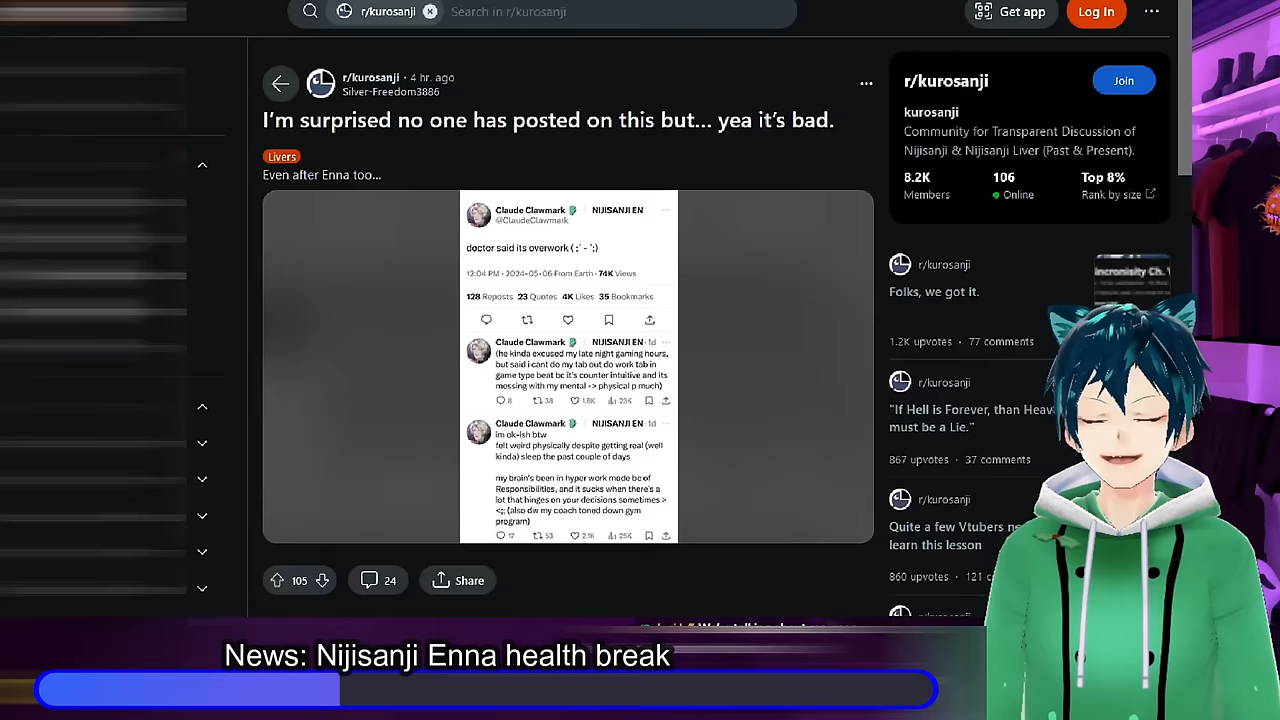 r/kurosanji
Search in r/kurosanji
Get app
Log In
r/kurosanji • 4 hr. ago
Silver-Freedom3886
I'm surprised no one has posted on this but... yea it's bad.
Livers
Even after Enna too...
Claude Clawmark NIJISANJI EN
@ClaudeClawmark
doctor said its overwork (;´ - `;)
12:04 PM · 2024-05-06 From Earth · 74K Views
128 Reposts 23 Quotes 4K Likes 35 Bookmarks
Claude Clawmark NIJISANJI EN · 1d
(he kinda excused my late night gaming hours,
but said i cant do my tab out do work tab in
game type beat bc it's counter intuitive and its
messing with my mental -> physical p much)
8 38 1.8K 23K
Claude Clawmark NIJISANJI EN · 1d
im ok-ish btw
felt weird physically despite getting real (well
kinda) sleep the past couple of days
my brain's been in hyper work mode bc of
Responsibilities, and it sucks when there's a
lot that hinges on your decisions sometimes >
<;; (also dw my coach toned down gym
program)
17 53 2.1K 25K
105
24
Share
r/kurosanji
Join
kurosanji
Community for Transparent Discussion of
Nijisanji & Nijisanji Liver (Past & Present).
8.2K 106 Top 8%
Members Online Rank by size
r/kurosanji
Folks, we got it.
1.2K upvotes · 77 comments
r/kurosanji
"If Hell is Forever, than Heav
must be a Lie."
867 upvotes · 37 comments
r/kurosanji
Quite a few Vtubers ne
learn this lesson
860 upvotes · 121 c
News: Nijisanji Enna health break